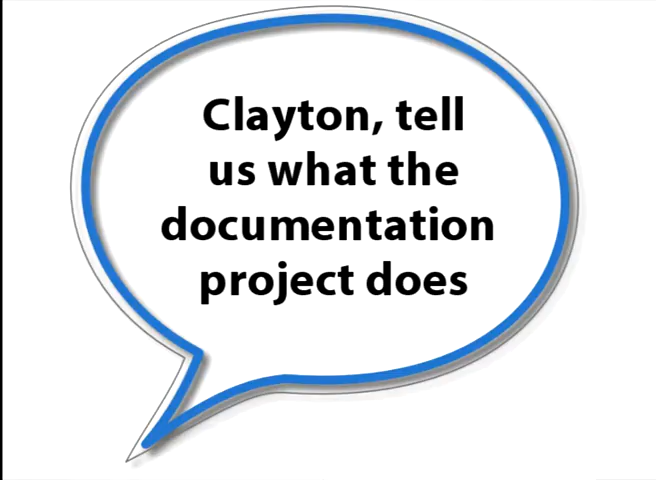 Clayton, tell
us what the
documentation
project does